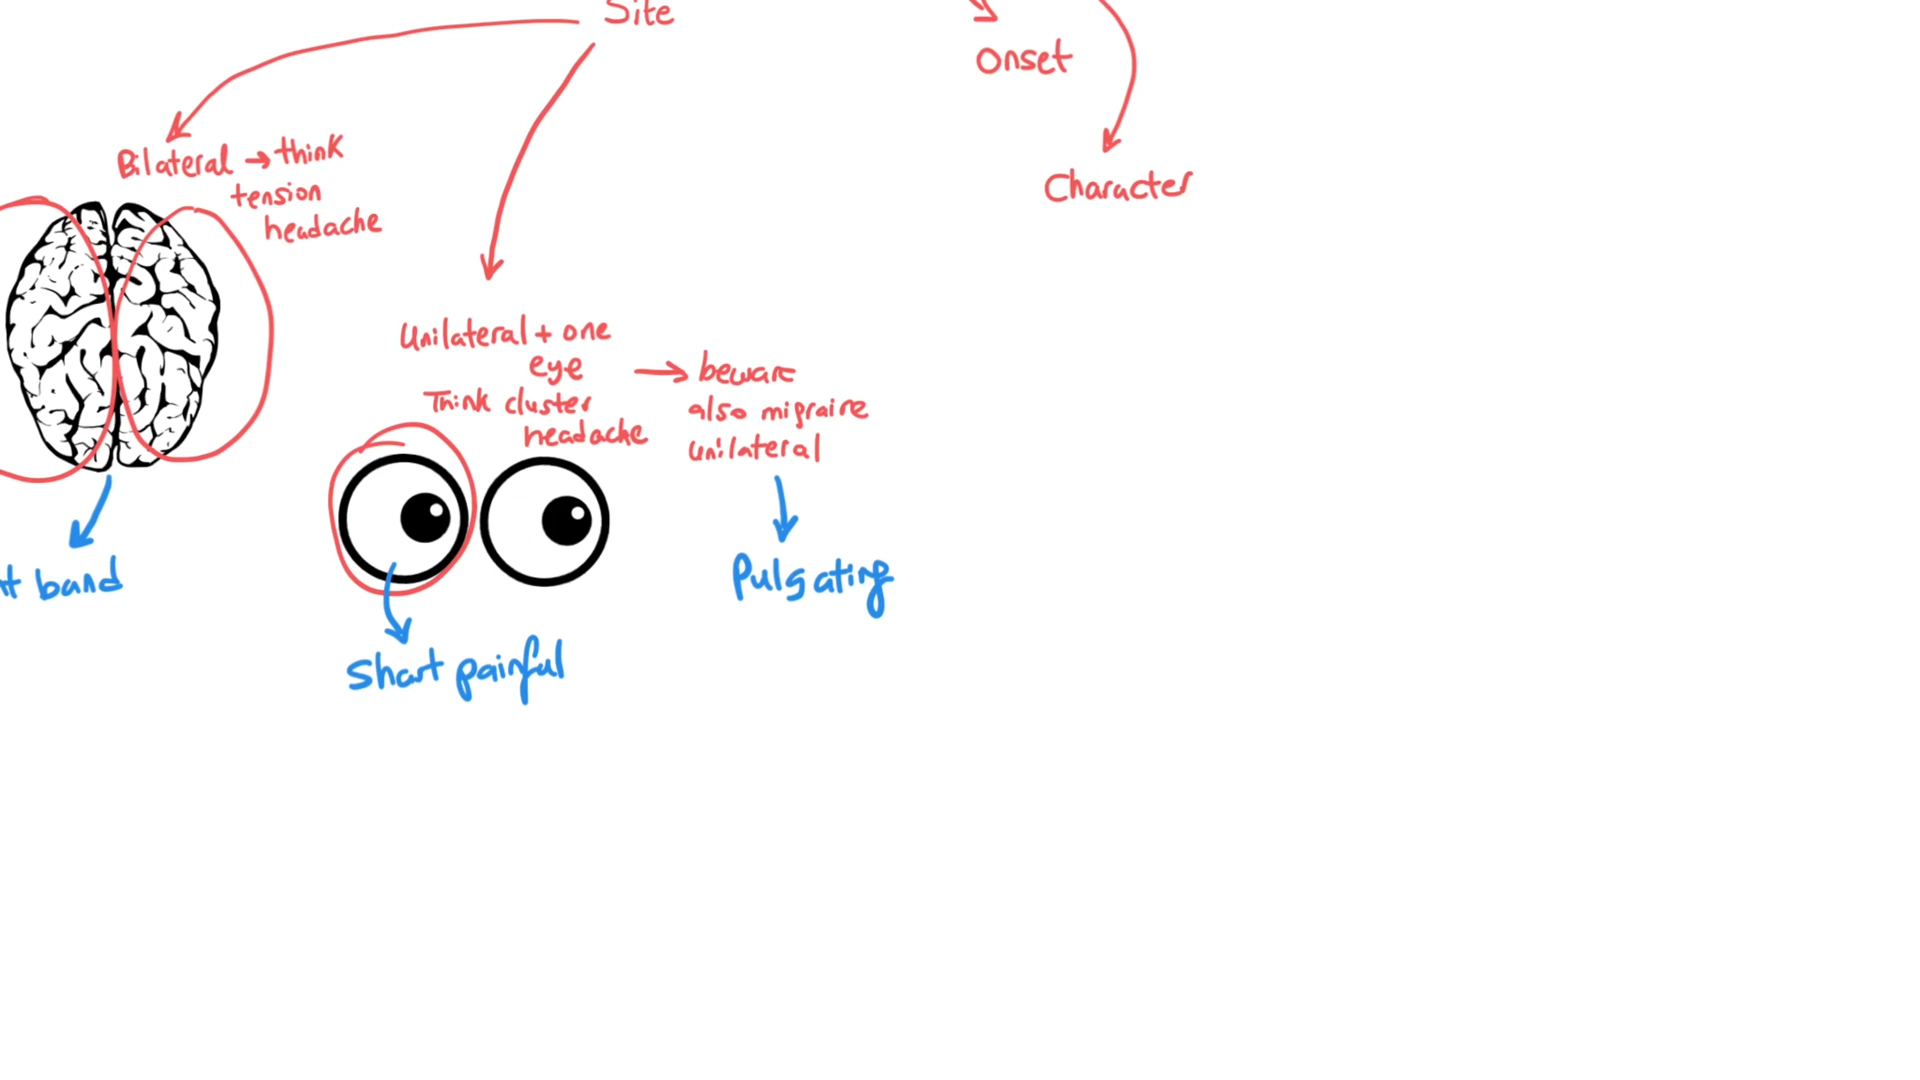 Site
Onset
Character
Bilateral → think
tension
headache
Unilateral + one
eye
Think cluster
headache
→ beware
also migraine
unilateral
band
Short painful
Pulsating